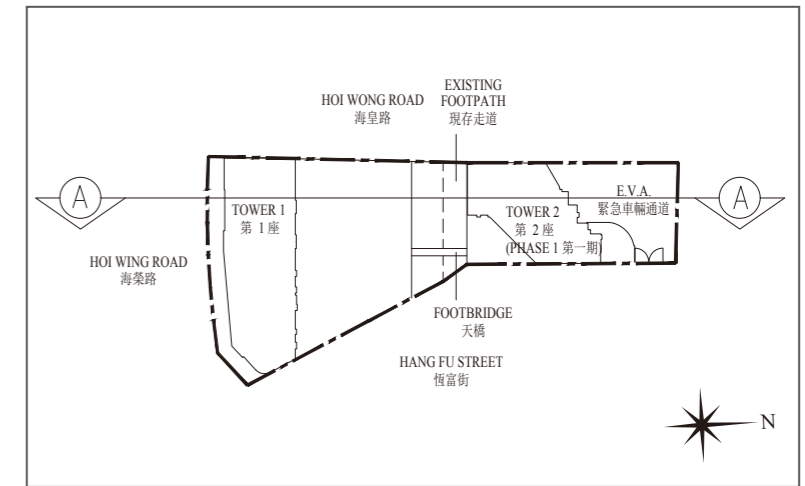 HOI WONG ROAD
海皇路
EXISTING
FOOTPATH
現存走道
A
TOWER 1
第 1 座
TOWER 2
第 2 座
(PHASE 1 第一期)
E.V.A.
緊急車輛通道
A
HOI WING ROAD
海榮路
FOOTBRIDGE
天橋
HANG FU STREET
恆富街
N